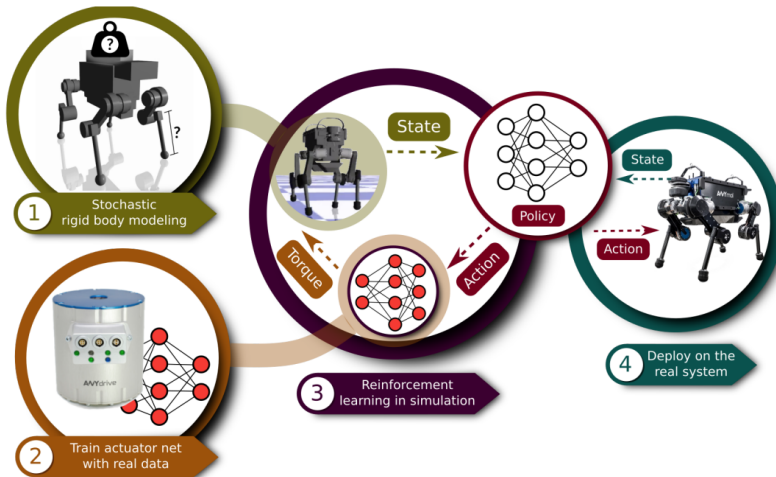 ?
?
1
Stochastic
rigid body modeling
ANYdrive
2
Train actuator net
with real data
State
Policy
Action
Torque
3
Reinforcement
learning in simulation
State
Action
4
Deploy on the
real system